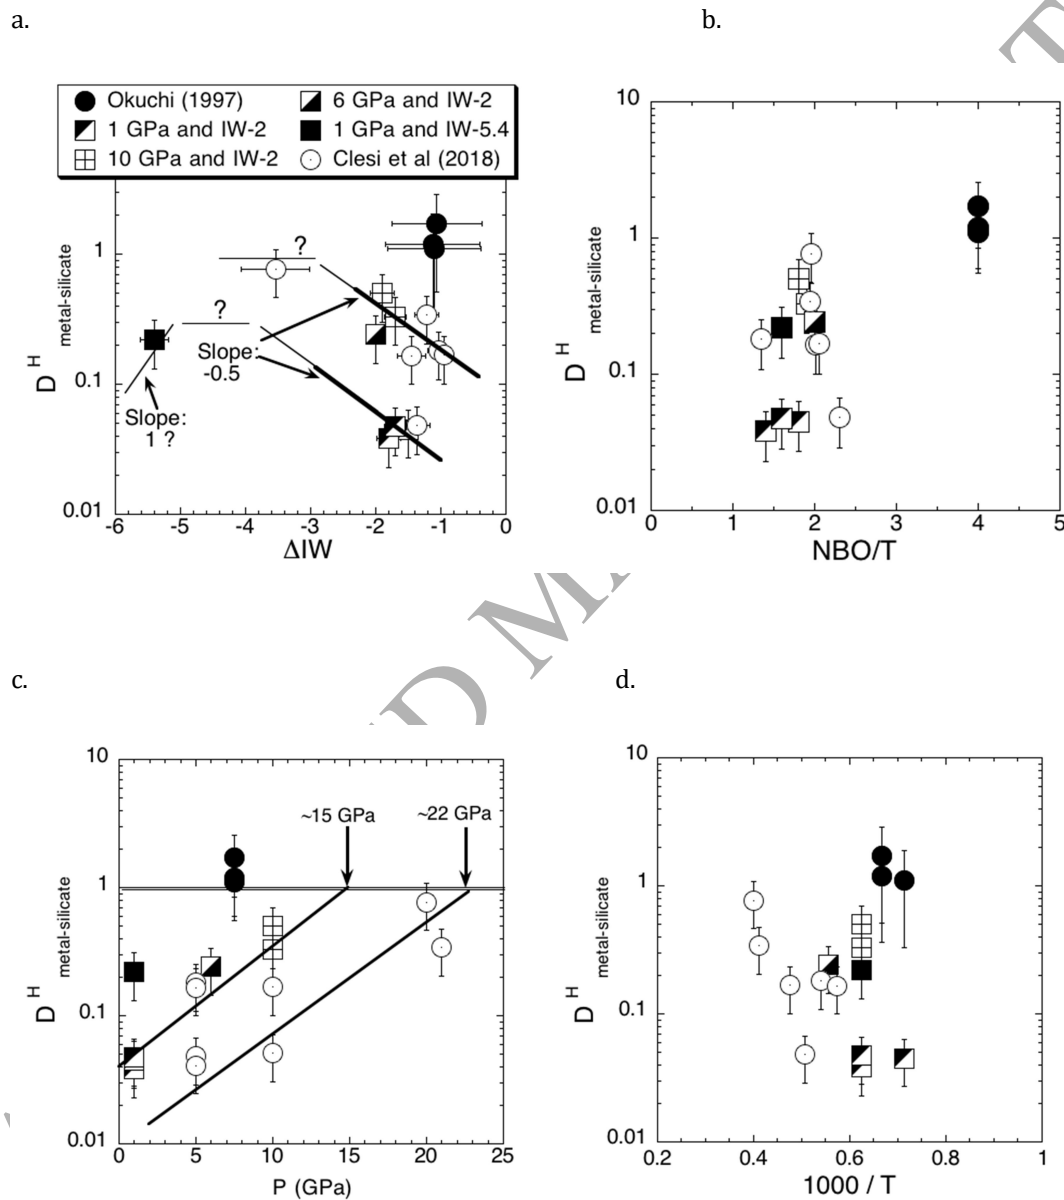 a.
b.
Okuchi (1997)
6 GPa and IW-2
1 GPa and IW-2
1 GPa and IW-5.4
10 GPa and IW-2
Clesi et al (2018)
D H metal-silicate
1
0.1
0.01
?
?
Slope:
-0.5
Slope:
1 ?
-6 -5 -4 -3 -2 -1 0
ΔIW
D H metal-silicate
10
1
0.1
0.01
0 1 2 3 4 5
NBO/T
T
D M
c.
d.
D H metal-silicate
10
1
0.1
0.01
~15 GPa
~22 GPa
0 5 10 15 20 25
P (GPa)
D H metal-silicate
10
1
0.1
0.01
0.2 0.4 0.6 0.8 1
1000 / T